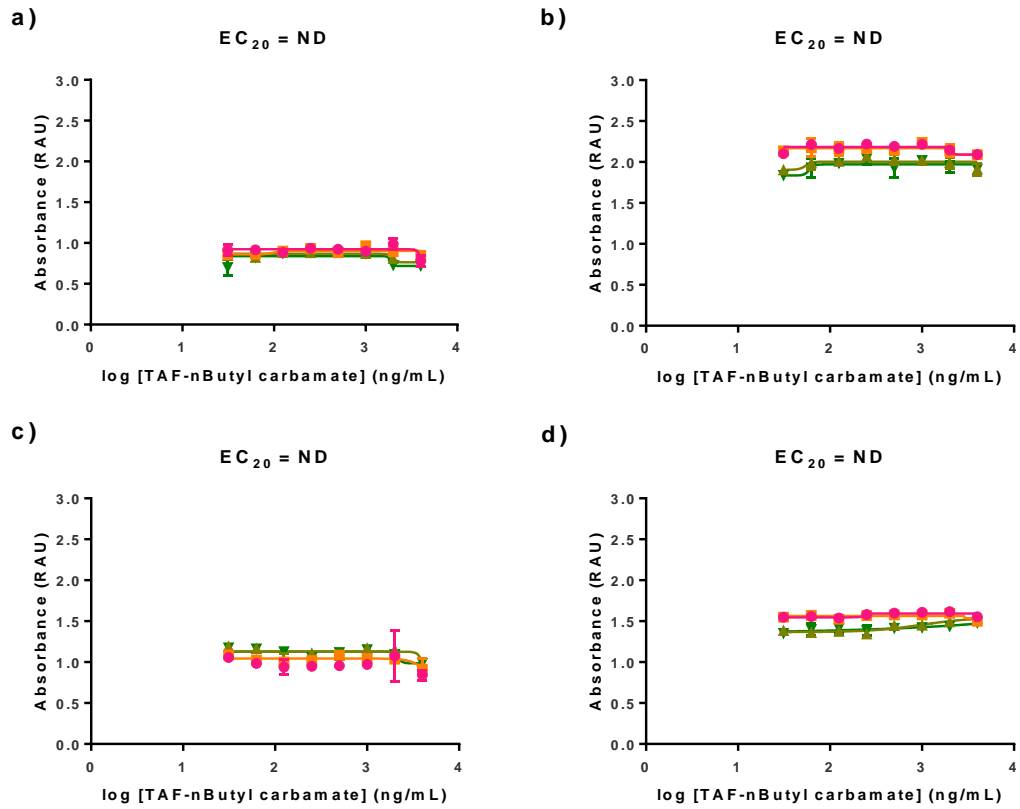 a)
EC20 = ND
3.0
2.5
2.0
1.5
1.0
0.5
0.0
Absorbance (RAU)
0 1 2 3 4
log [TAF-nButyl carbamate] (ng/mL)
b)
EC20 = ND
3.0
2.5
2.0
1.5
1.0
0.5
0.0
Absorbance (RAU)
0 1 2 3 4
log [TAF-nButyl carbamate] (ng/mL)
c)
EC20 = ND
3.0
2.5
2.0
1.5
1.0
0.5
0.0
Absorbance (RAU)
0 1 2 3 4
log [TAF-nButyl carbamate] (ng/mL)
d)
EC20 = ND
3.0
2.5
2.0
1.5
1.0
0.5
0.0
Absorbance (RAU)
0 1 2 3 4
log [TAF-nButyl carbamate] (ng/mL)